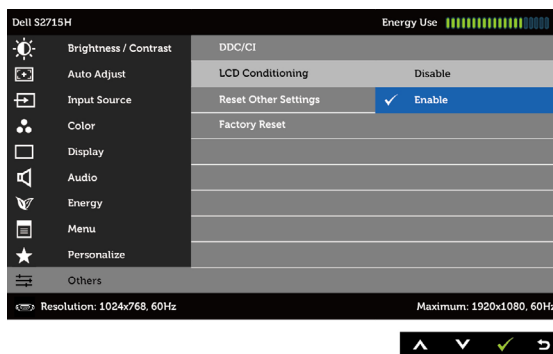 Dell S2715H Energy Use
Brightness / Contrast DDC/CI
Auto Adjust LCD Conditioning Disable
Input Source Reset Other Settings Enable
Color Factory Reset
Display
Audio
Energy
Menu
Personalize
Others
Resolution: 1024x768, 60Hz Maximum: 1920x1080, 60Hz